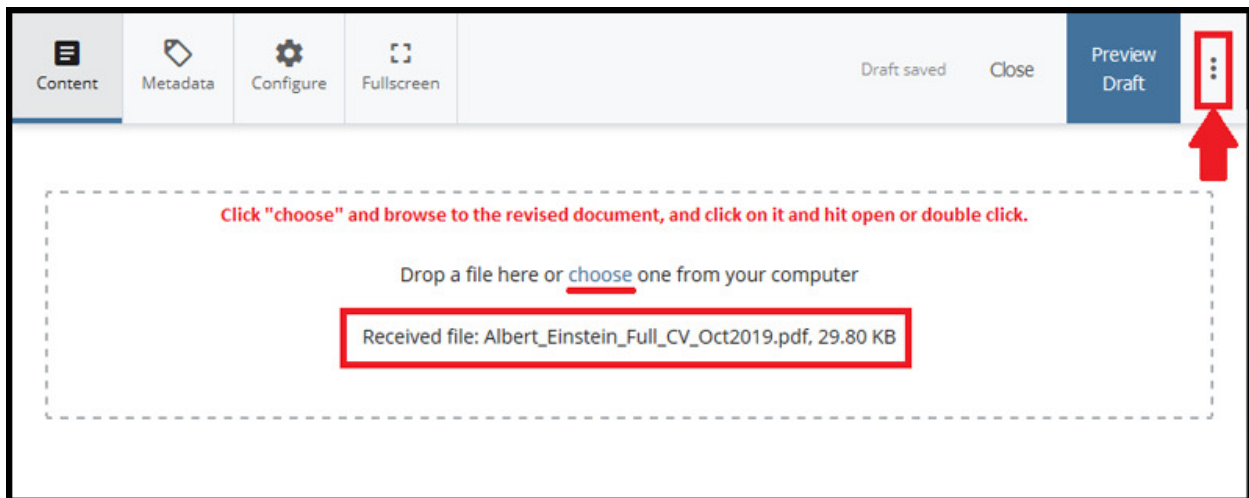 Content
Metadata
Configure
Fullscreen
Draft saved
Close
Preview
Draft
Click "choose" and browse to the revised document, and click on it and hit open or double click.
Drop a file here or choose one from your computer
Received file: Albert_Einstein_Full_CV_Oct2019.pdf, 29.80 KB